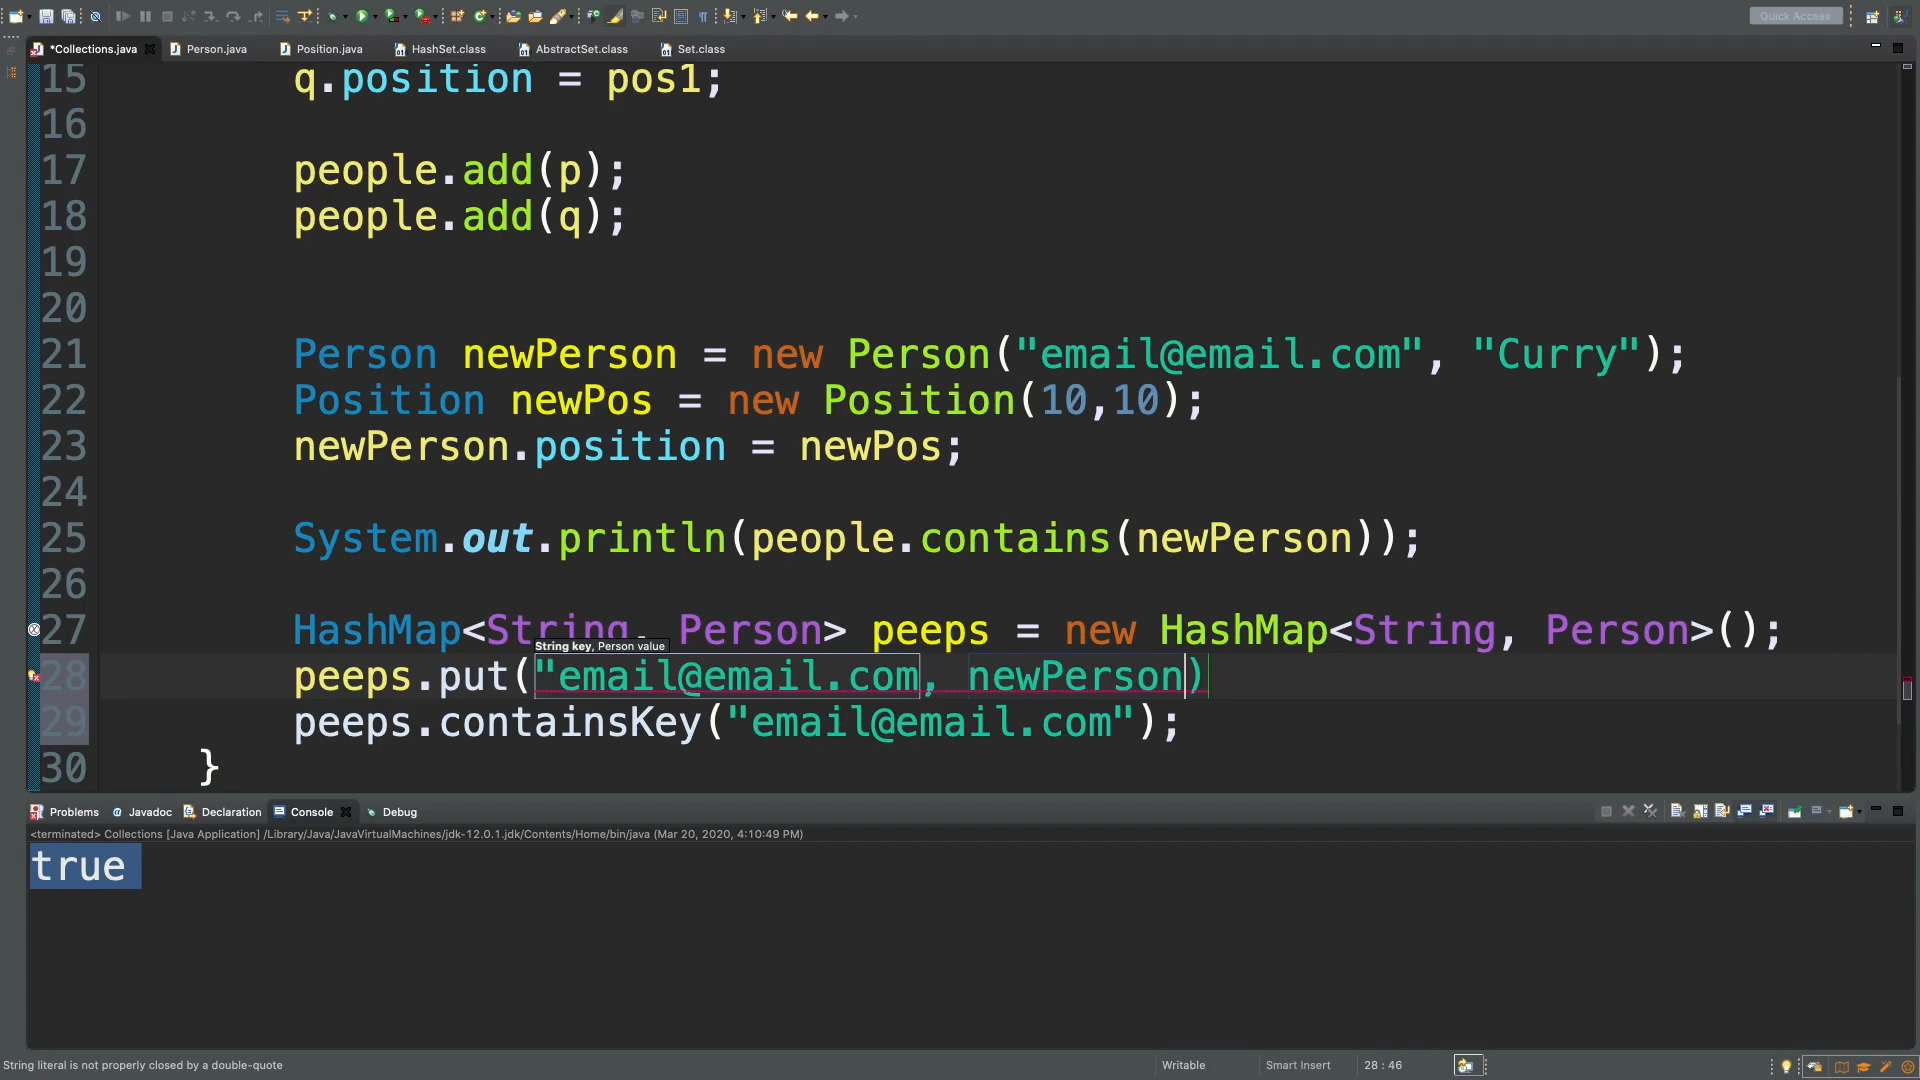 Quick Access
*Collections.java Person.java Position.java HashSet.class AbstractSet.class Set.class
15 q.position = pos1;
16
17 people.add(p);
18 people.add(q);
19
20
21 Person newPerson = new Person("email@email.com", "Curry");
22 Position newPos = new Position(10,10);
23 newPerson.position = newPos;
24
25 System.out.println(people.contains(newPerson));
26
27 HashMap<String, Person> peeps = new HashMap<String, Person>();
String key, Person value
28 peeps.put("email@email.com, newPerson)
29 peeps.containsKey("email@email.com");
30 }
Problems Javadoc Declaration Console Debug
<terminated> Collections [Java Application] /Library/Java/JavaVirtualMachines/jdk-12.0.1.jdk/Contents/Home/bin/java (Mar 20, 2020, 4:10:49 PM)
true
String literal is not properly closed by a double-quote Writable Smart Insert 28 : 46